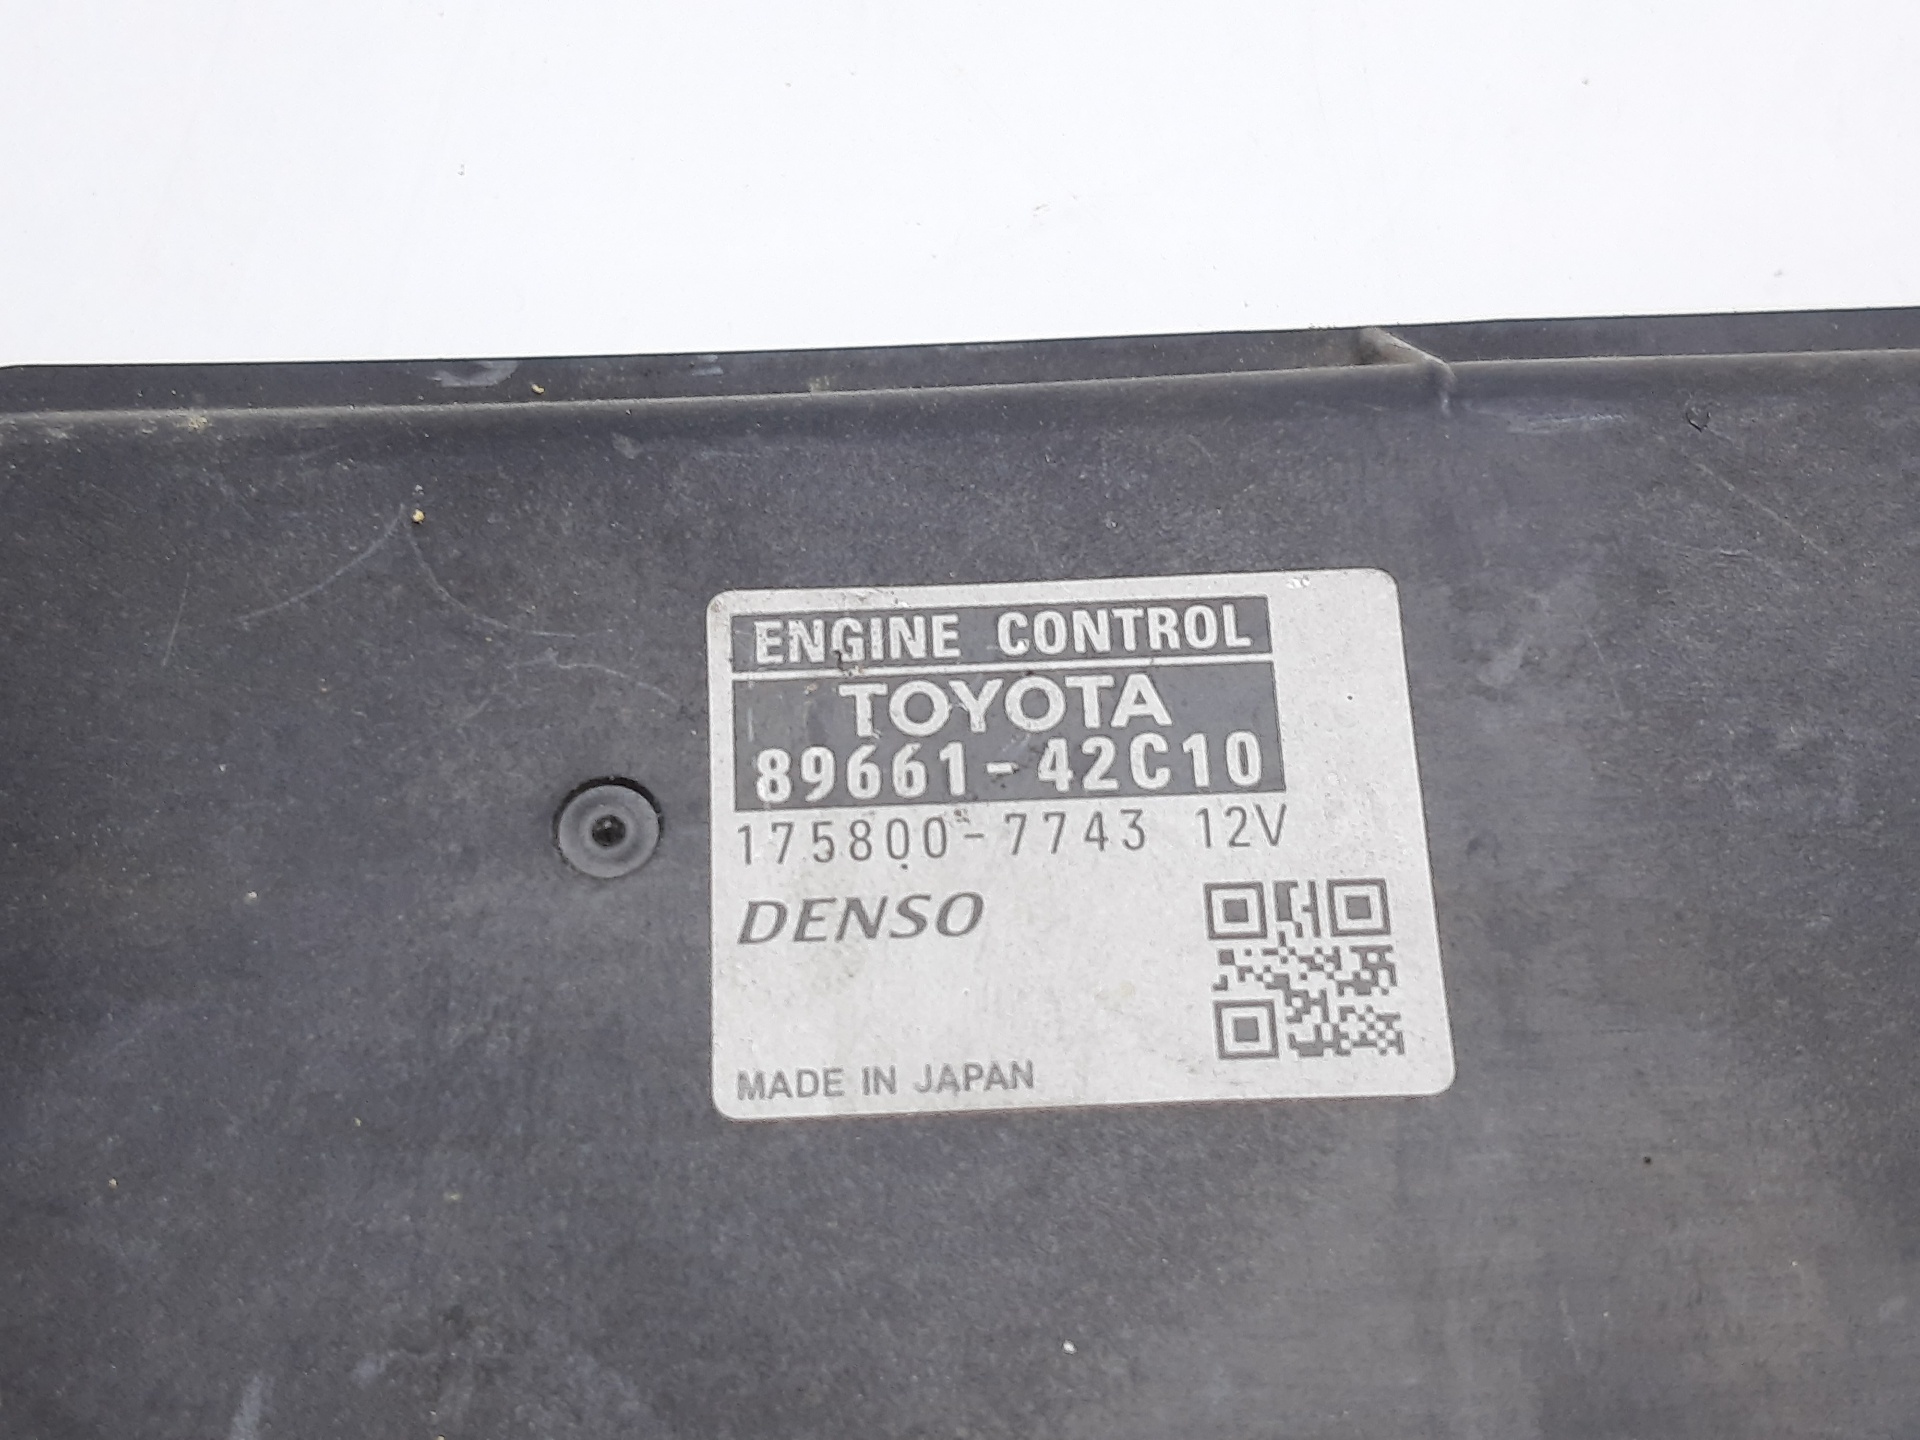 ENGINE CONTROL
TOYOTA
89661-42C10
175800-7743 12V
DENSO
MADE IN JAPAN